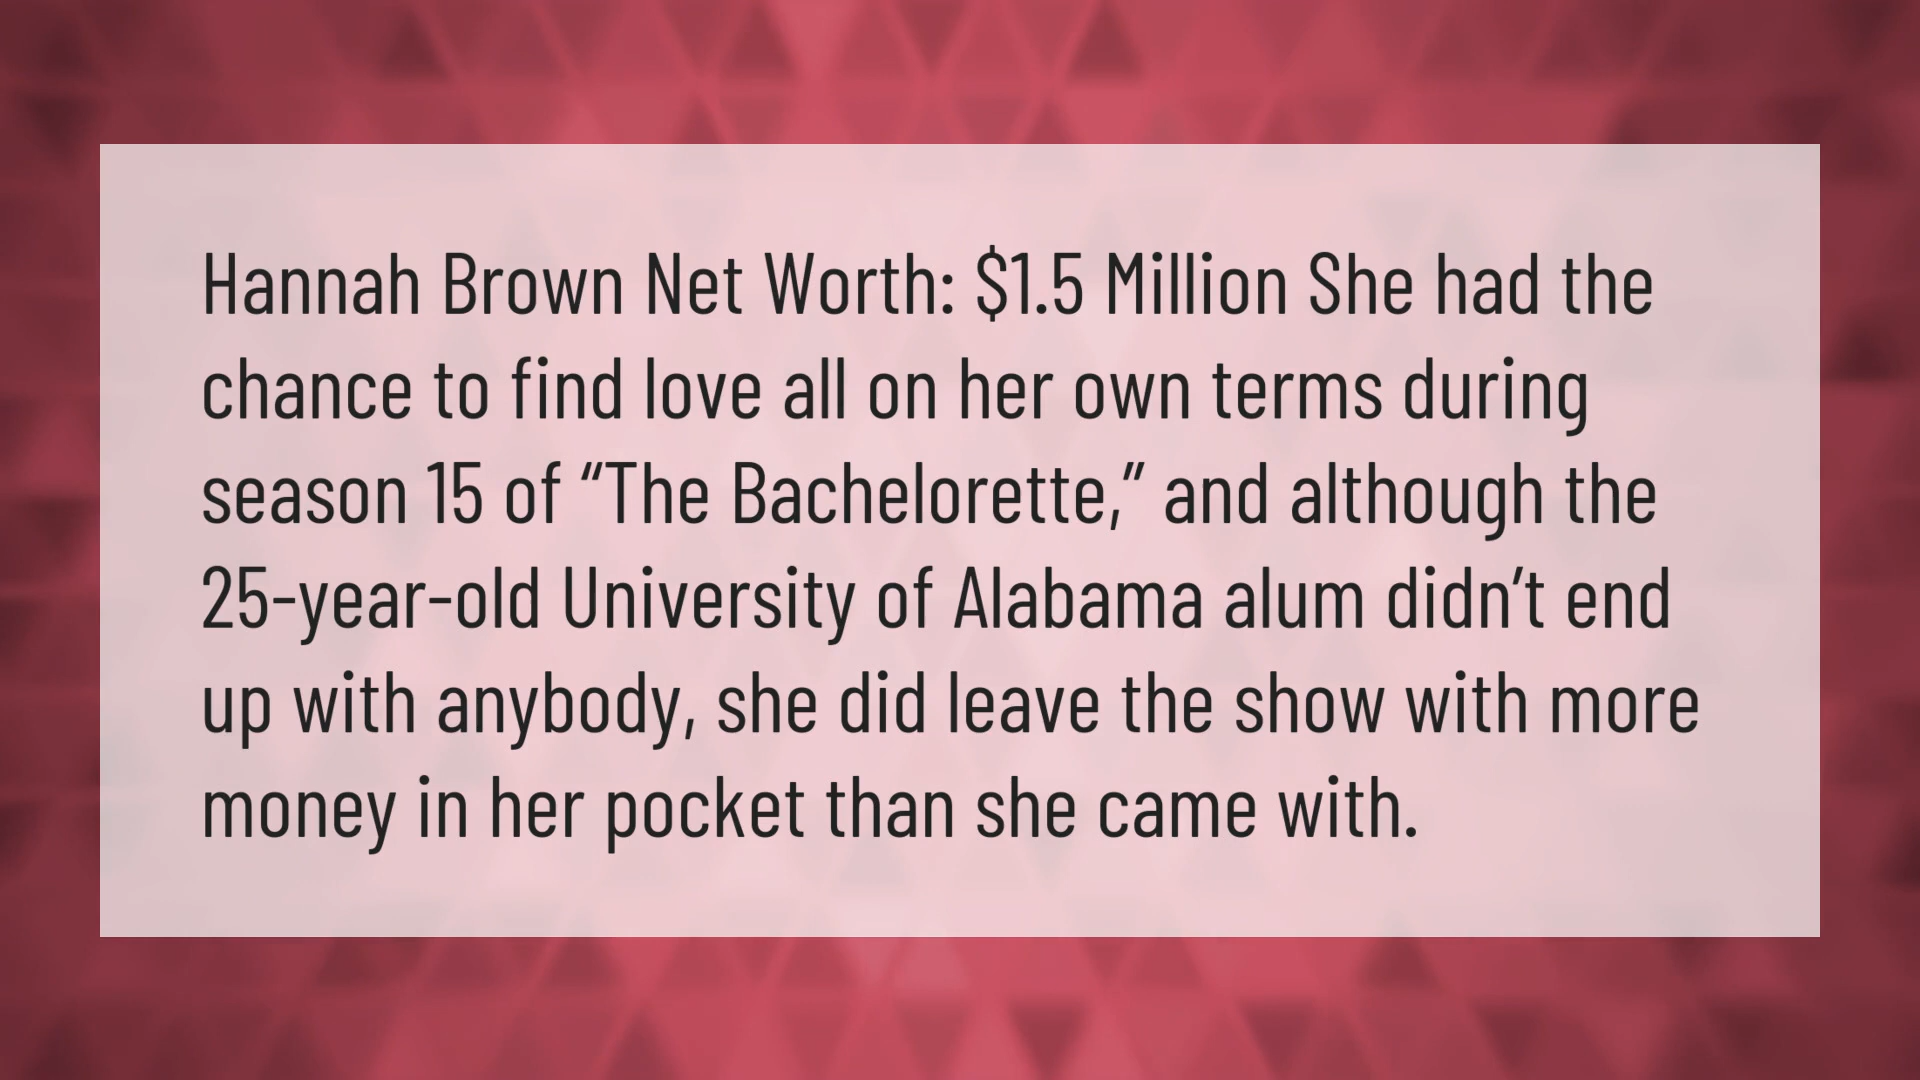 Hannah Brown Net Worth: $1.5 Million She had the
chance to find love all on her own terms during
season 15 of “The Bachelorette,” and although the
25-year-old University of Alabama alum didn’t end
up with anybody, she did leave the show with more
money in her pocket than she came with.